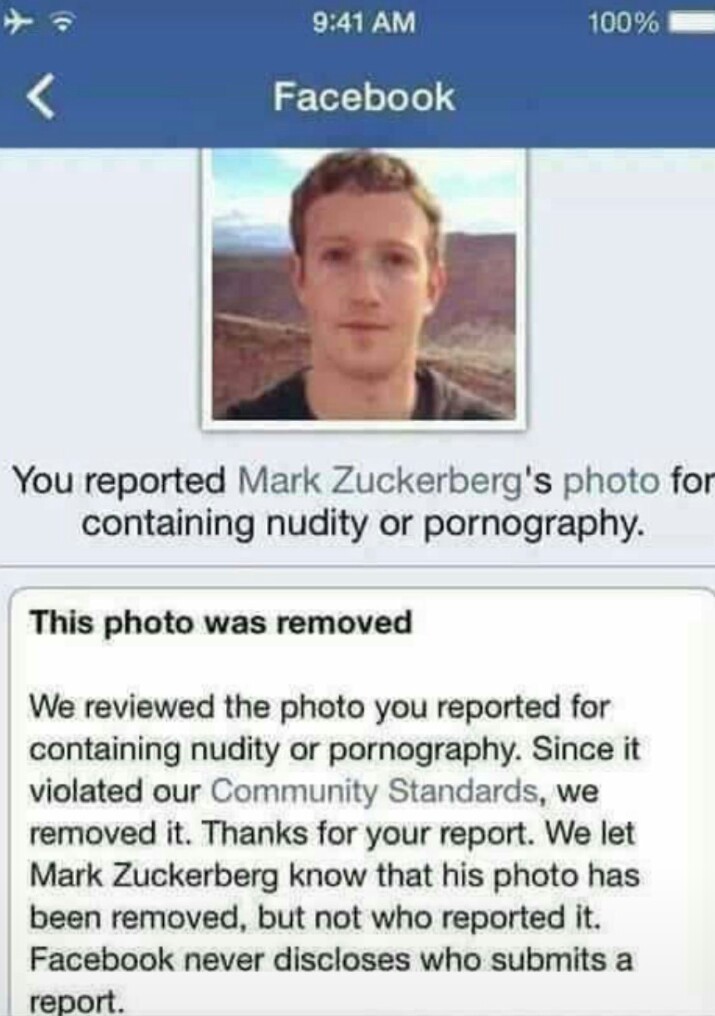 9:41 AM
100%
Facebook
You reported Mark Zuckerberg's photo for
containing nudity or pornography.
This photo was removed
We reviewed the photo you reported for
containing nudity or pornography. Since it
violated our Community Standards, we
removed it. Thanks for your report. We let
Mark Zuckerberg know that his photo has
been removed, but not who reported it.
Facebook never discloses who submits a
report.